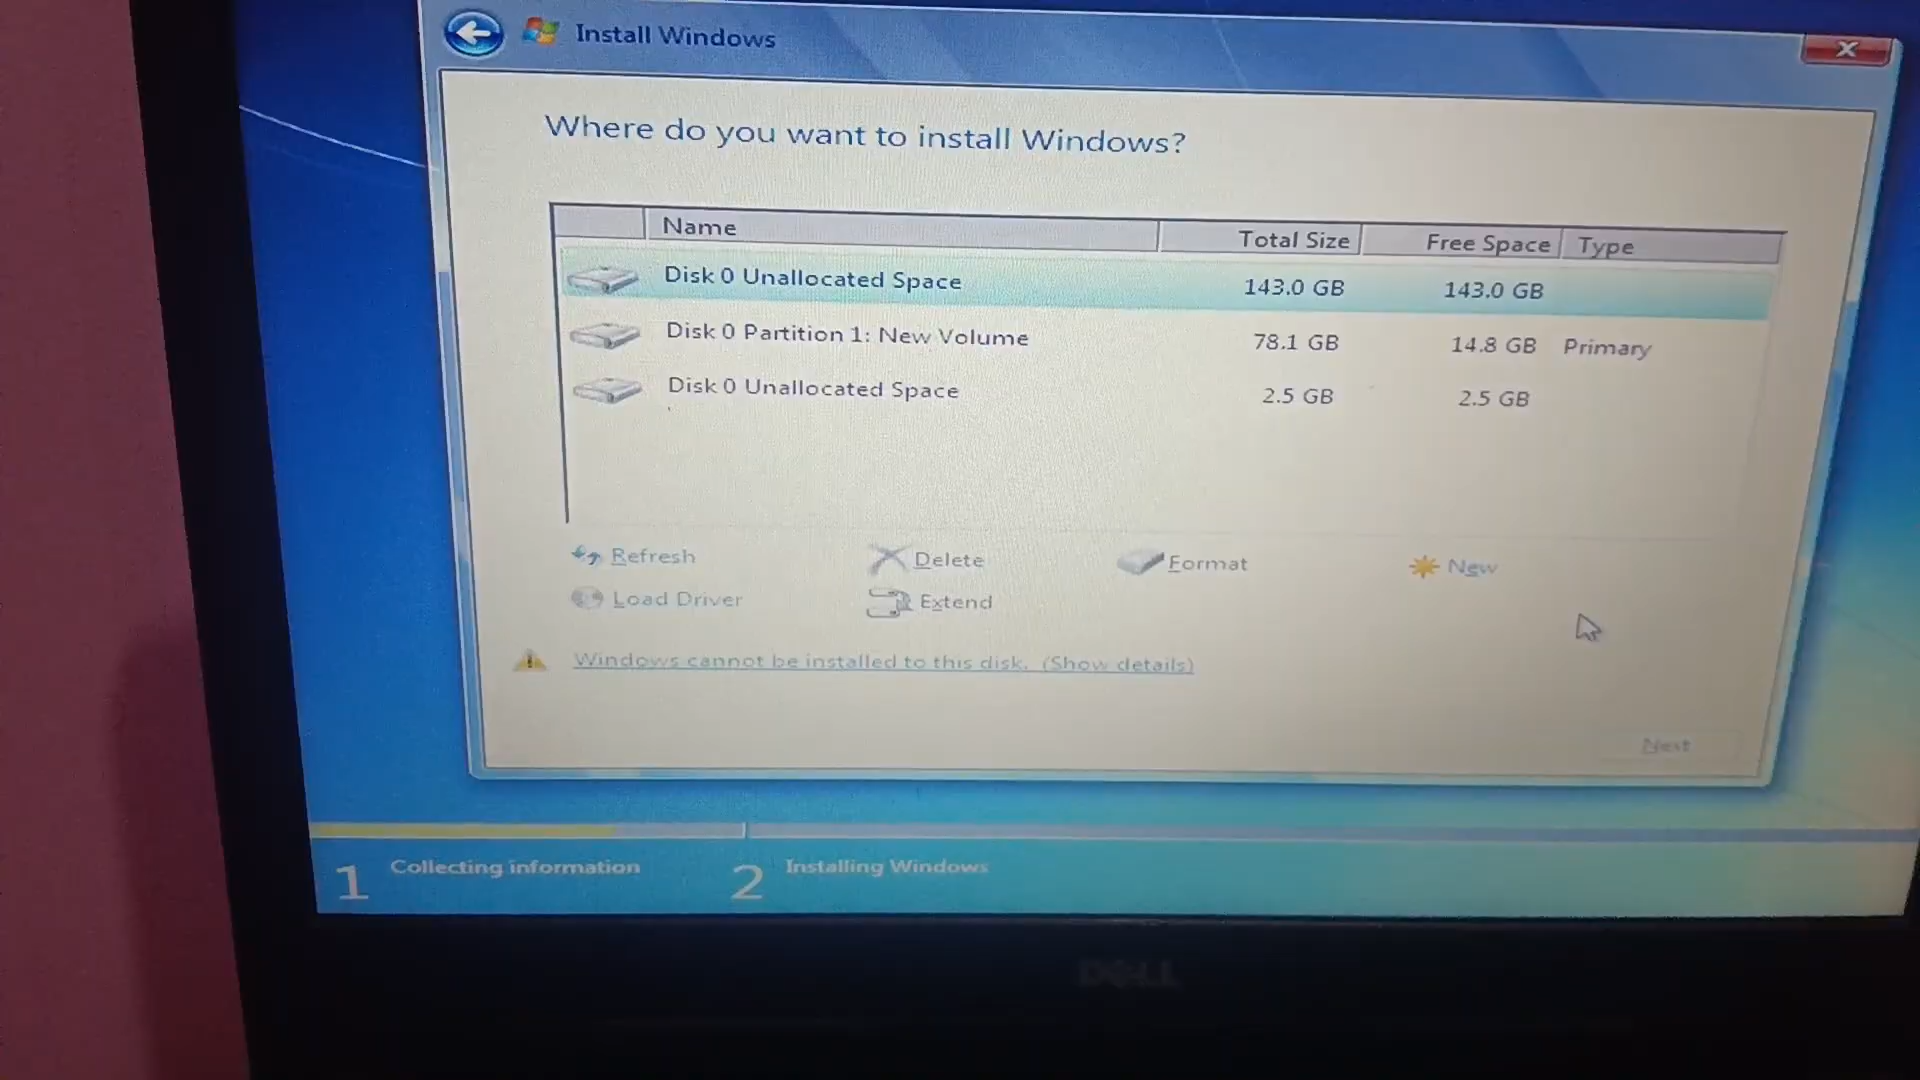 Install Windows
Where do you want to install Windows?
Name Total Size Free Space Type
Disk 0 Unallocated Space 143.0 GB 143.0 GB
Disk 0 Partition 1: New Volume 78.1 GB 14.8 GB Primary
Disk 0 Unallocated Space 2.5 GB 2.5 GB
Refresh Delete Format New
Load Driver Extend
Windows cannot be installed to this disk. (Show details)
Next
1 Collecting information 2 Installing Windows
DELL